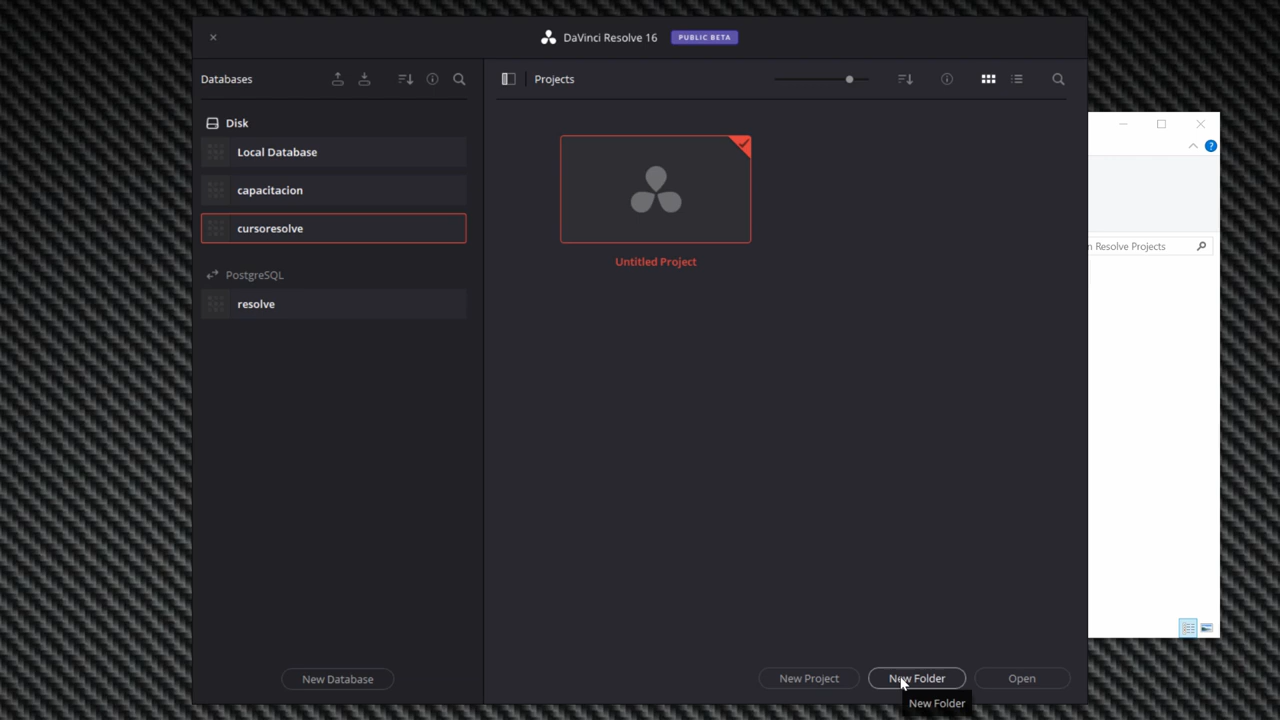 DaVinci Resolve 16 PUBLIC BETA
Databases
Projects
Disk
Local Database
capacitacion
cursoresolve
Untitled Project
PostgreSQL
resolve
Resolve Projects
New Database
New Project
New Folder
Open
New Folder